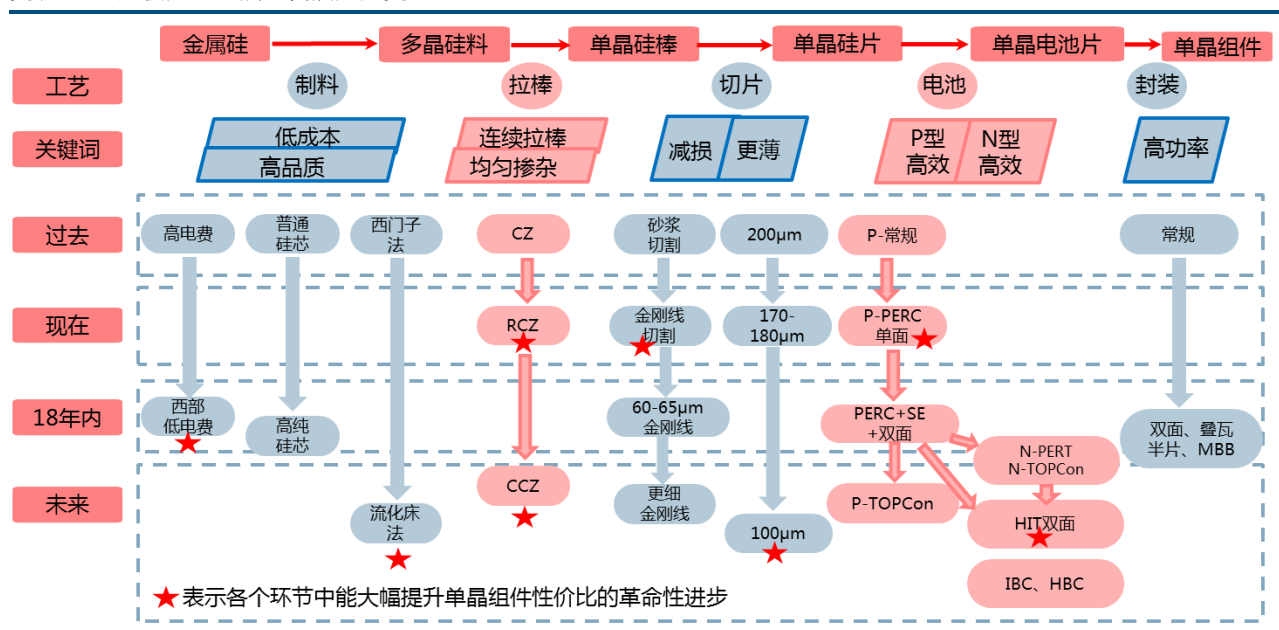 金属硅
多晶硅料
单晶硅棒
单晶硅片
单晶电池片
单晶组件
工艺
制料
拉棒
切片
电池
封装
关键词
低成本
高品质
连续拉棒
均匀掺杂
减损
更薄
P型
高效
N型
高效
高功率
过去
高电费
普通
硅芯
西门子
法
CZ
砂浆
切割
200μm
P-常规
常规
现在
RCZ
金刚线
切割
170-
180μm
P-PERC
单面
18年内
西部
低电费
高纯
硅芯
60-65μm
金刚线
PERC+SE
+双面
N-PERT
N-TOPCon
双面、叠瓦
半片、MBB
未来
流化床
法
CCZ
更细
金刚线
100μm
P-TOPCon
HIT双面
IBC、HBC
表示各个环节中能大幅提升单晶组件性价比的革命性进步